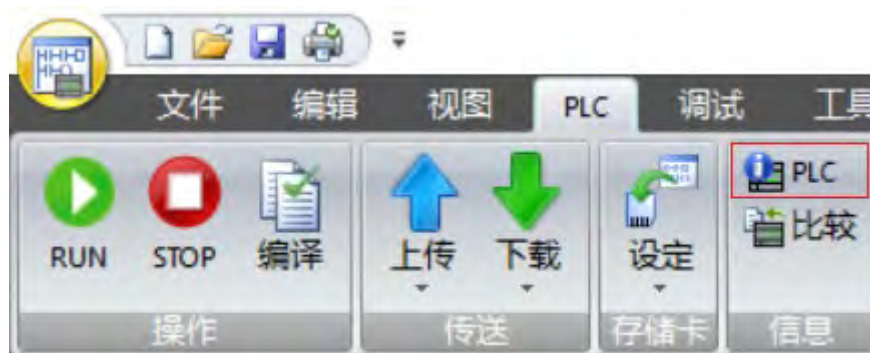 文件 编辑 视图 PLC 调试 工具
RUN STOP 编译 上传 下载 设定 PLC
比较
操作 传送 存储卡 信息